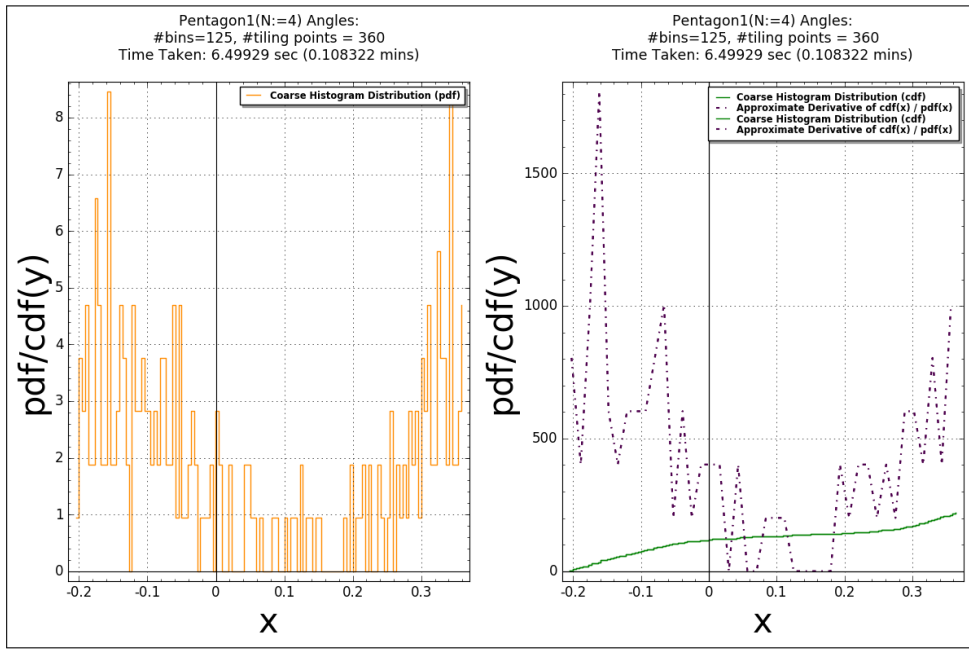 Pentagon1(N:=4) Angles:
#bins=125, #tiling points = 360
Time Taken: 6.49929 sec (0.108322 mins)
Coarse Histogram Distribution (pdf)
8
7
6
5
4
3
2
1
0
pdf/cdf(y)
-0.2
-0.1
0
0.1
0.2
0.3
x
Pentagon1(N:=4) Angles:
#bins=125, #tiling points = 360
Time Taken: 6.49929 sec (0.108322 mins)
Coarse Histogram Distribution (cdf)
Approximate Derivative of cdf(x) / pdf(x)
Coarse Histogram Distribution (cdf)
Approximate Derivative of cdf(x) / pdf(x)
1500
1000
500
0
pdf/cdf(y)
-0.2
-0.1
0
0.1
0.2
0.3
x